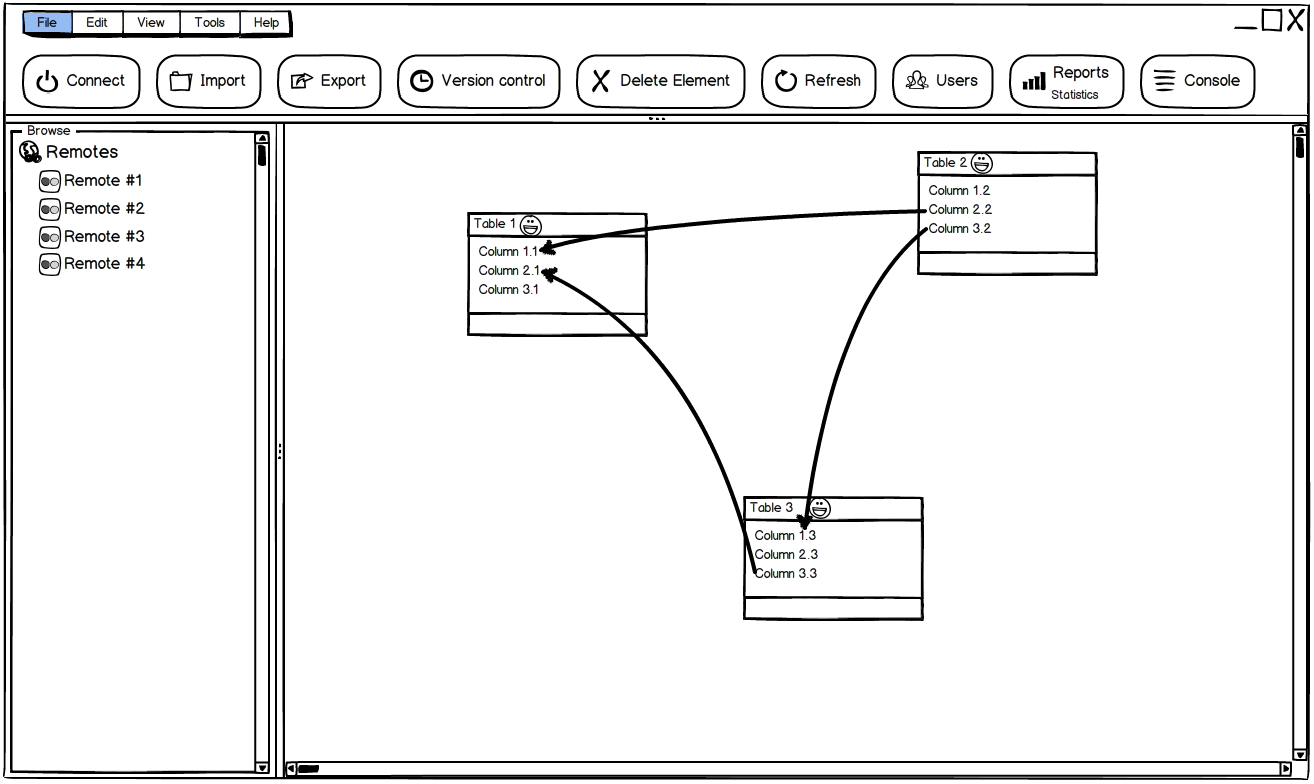 File Edit View Tools Help
Connect Import Export Version control Delete Element Refresh Users Reports Console
Statistics
Browse
Remotes
Remote #1
Remote #2
Remote #3
Remote #4
Table 1
Column 1.1
Column 2.1
Column 3.1
Table 2
Column 1.2
Column 2.2
Column 3.2
Table 3
Column 1.3
Column 2.3
Column 3.3